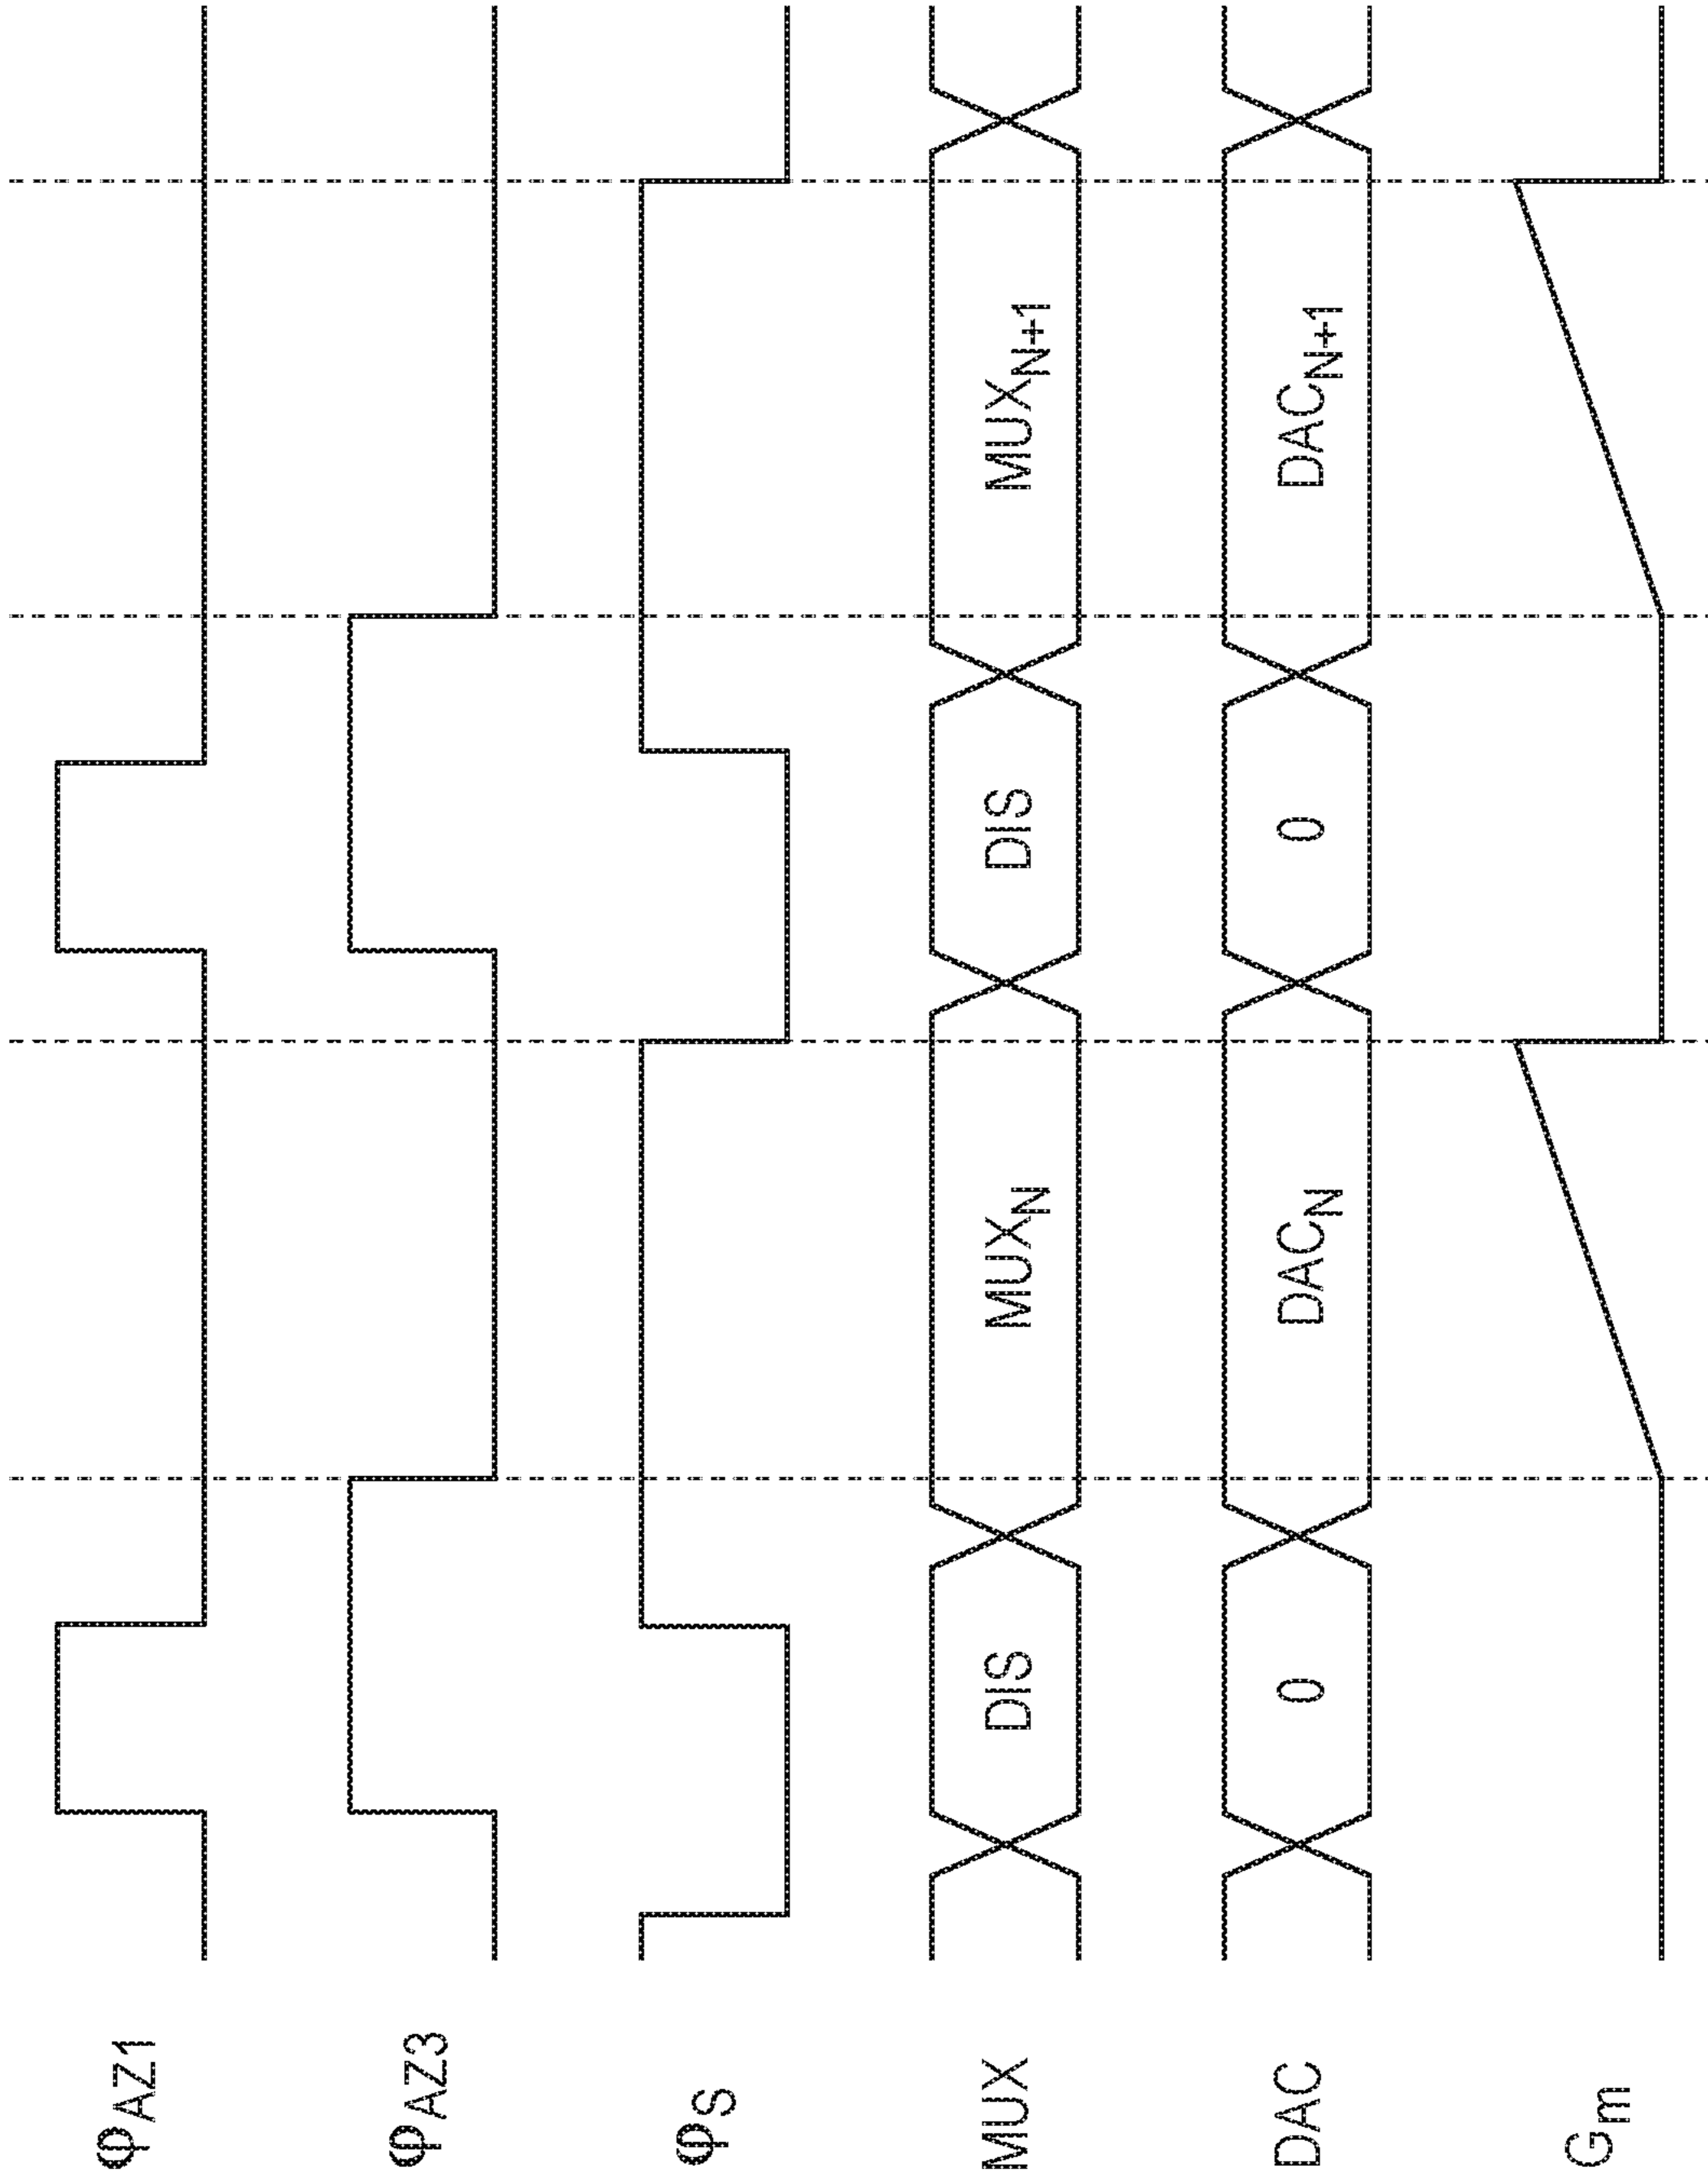 φAZ1
φAZ3
φS
MUX DIS MUXN DIS MUXN+1
DAC 0 DACN 0 DACN+1
Gm